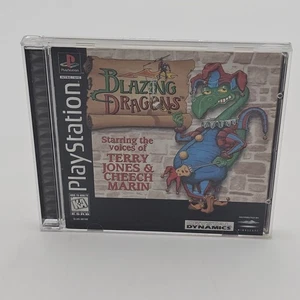 PlayStation
BLAZING
DRAGONS
Starring the
voices of
TERRY
JONES &
CHEECH
MARIN
K-A
DYNAMICS